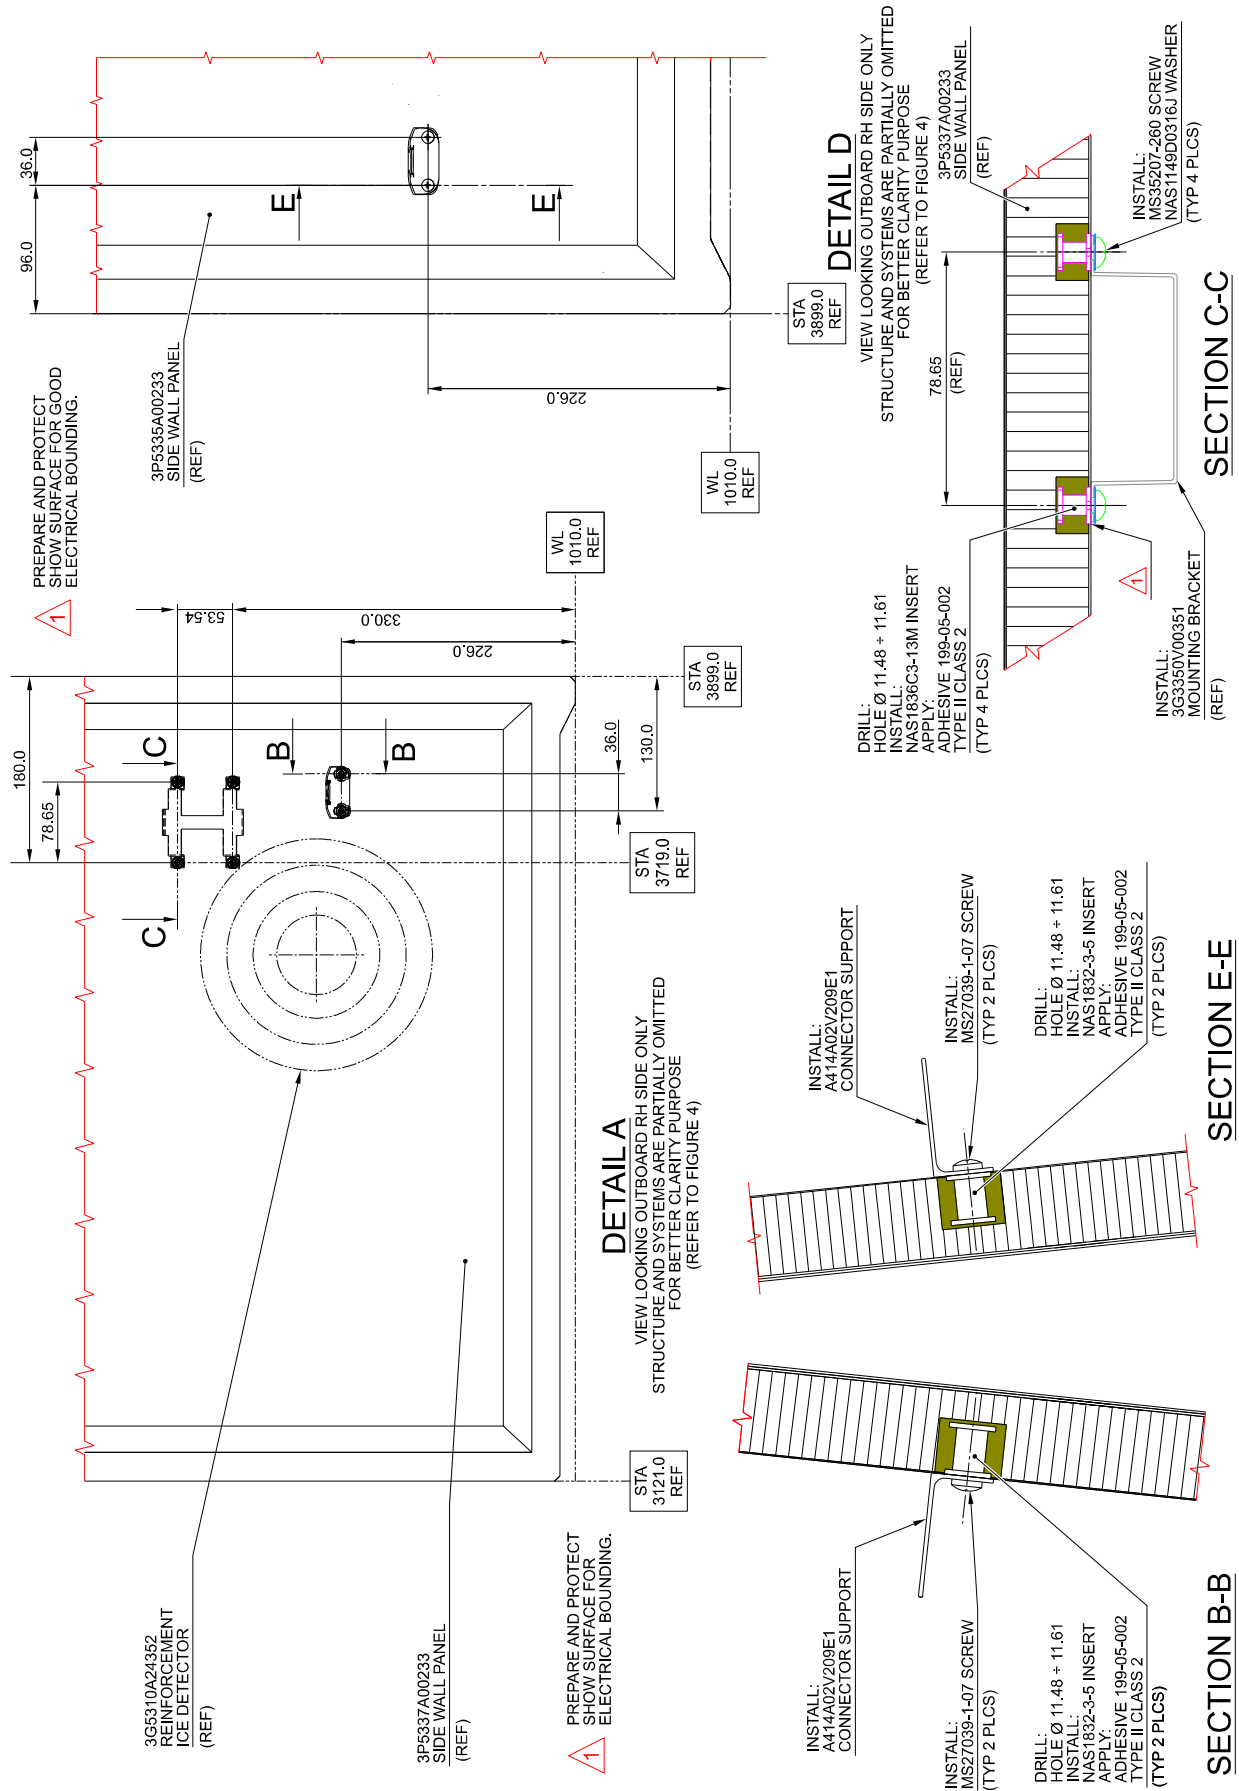 3G5310A24352
REINFORCEMENT
ICE DETECTOR
(REF)
3P5337A00233
SIDE WALL PANEL
(REF)
1
PREPARE AND PROTECT
SHOW SURFACE FOR
ELECTRICAL BOUNDING.
180.0
78.65
C
C
53.54
330.0
226.0
B
B
36.0
130.0
STA
3121.0
REF
STA
3719.0
REF
STA
3899.0
REF
WL
1010.0
REF
DETAIL A
VIEW LOOKING OUTBOARD RH SIDE ONLY
STRUCTURE AND SYSTEMS ARE PARTIALLY OMITTED
FOR BETTER CLARITY PURPOSE
(REFER TO FIGURE 4)
1
PREPARE AND PROTECT
SHOW SURFACE FOR GOOD
ELECTRICAL BOUNDING.
3P5335A00233
SIDE WALL PANEL
(REF)
96.0
36.0
E
E
226.0
WL
1010.0
REF
STA
3899.0
REF
DETAIL D
VIEW LOOKING OUTBOARD RH SIDE ONLY
STRUCTURE AND SYSTEMS ARE PARTIALLY OMITTED
FOR BETTER CLARITY PURPOSE
(REFER TO FIGURE 4)
INSTALL:
A414A02V209E1
CONNECTOR SUPPORT
INSTALL:
MS27039-1-07 SCREW
(TYP 2 PLCS)
DRILL:
HOLE Ø 11.48 ÷ 11.61
INSTALL:
NAS1832-3-5 INSERT
APPLY:
ADHESIVE 199-05-002
TYPE II CLASS 2
(TYP 2 PLCS)
SECTION B-B
INSTALL:
A414A02V209E1
CONNECTOR SUPPORT
INSTALL:
MS27039-1-07 SCREW
(TYP 2 PLCS)
DRILL:
HOLE Ø 11.48 ÷ 11.61
INSTALL:
NAS1832-3-5 INSERT
APPLY:
ADHESIVE 199-05-002
TYPE II CLASS 2
(TYP 2 PLCS)
SECTION E-E
DRILL:
HOLE Ø 11.48 ÷ 11.61
INSTALL:
NAS1836C3-13M INSERT
APPLY:
ADHESIVE 199-05-002
TYPE II CLASS 2
(TYP 4 PLCS)
78.65
(REF)
3P5337A00233
SIDE WALL PANEL
(REF)
1
INSTALL:
3G3350V00351
MOUNTING BRACKET
(REF)
INSTALL:
MS35207-260 SCREW
NAS1149D0316J WASHER
(TYP 4 PLCS)
SECTION C-C